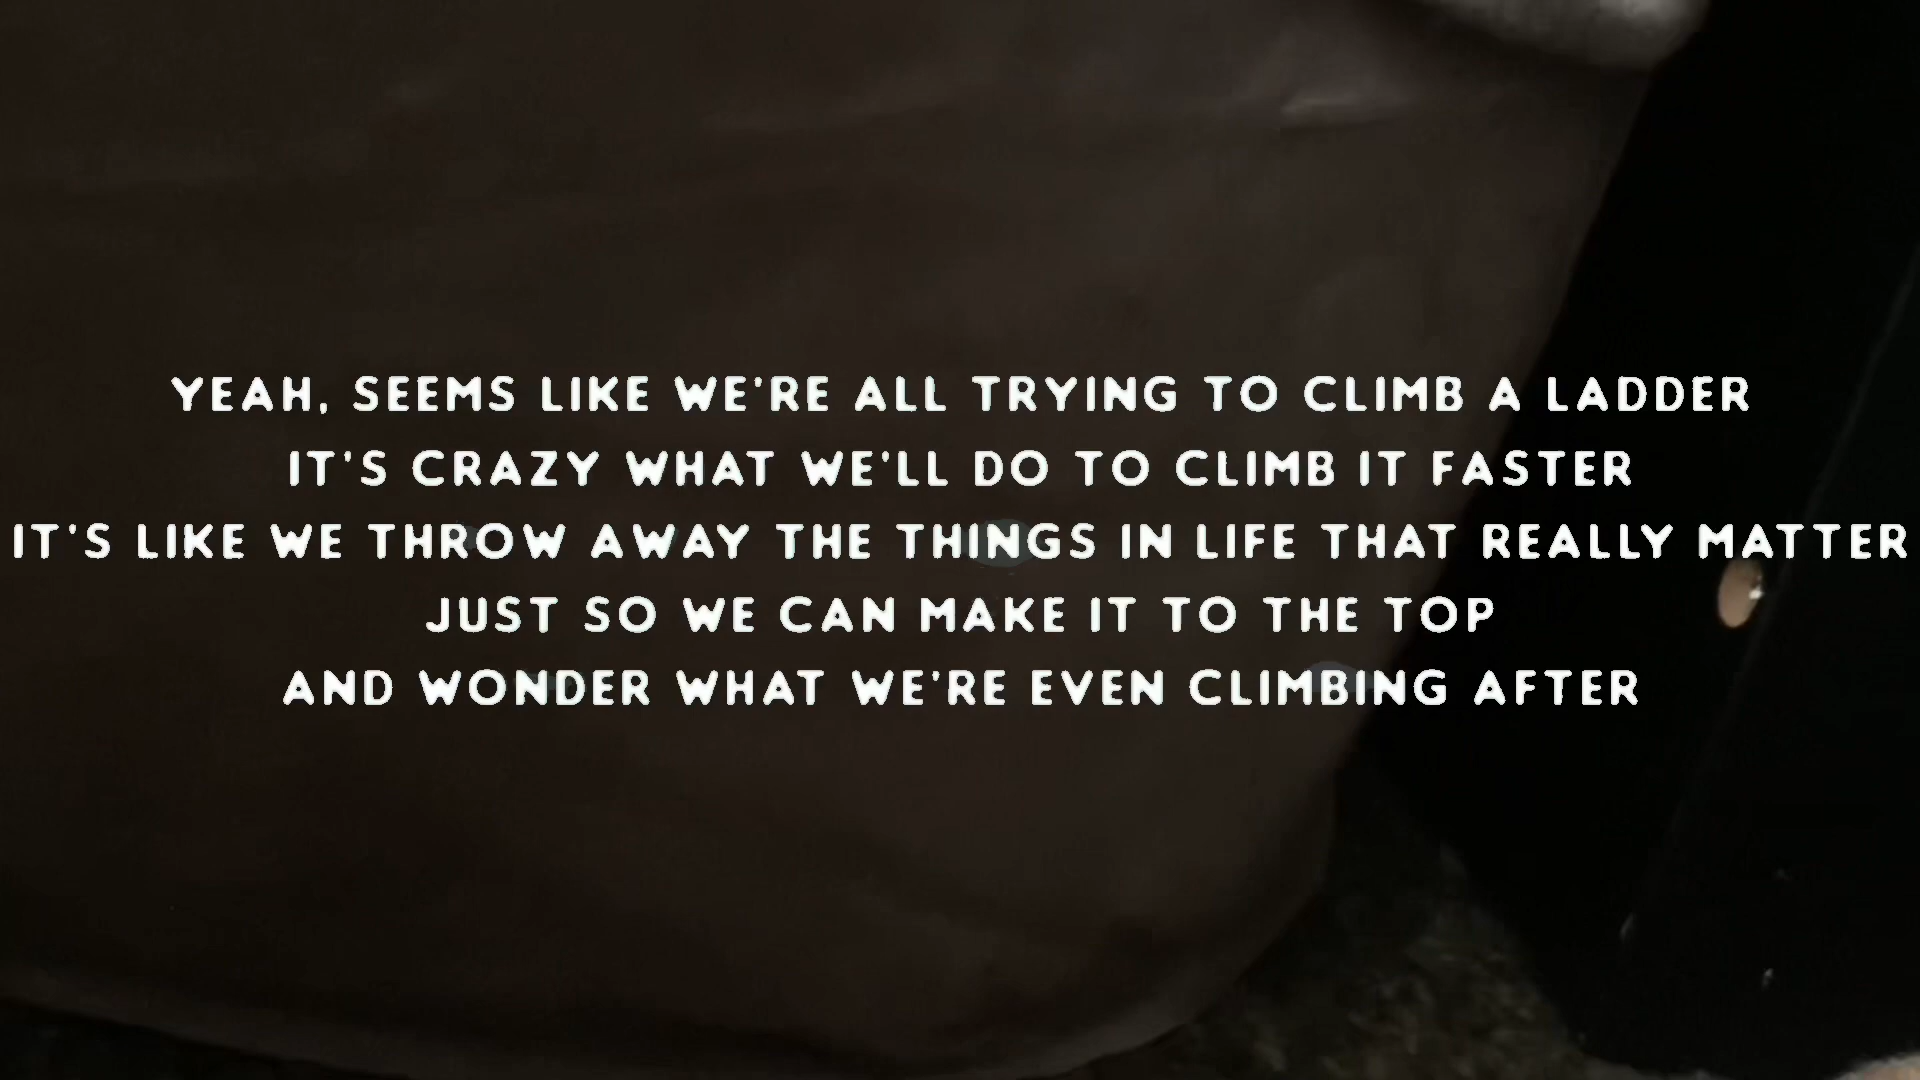 YEAH, SEEMS LIKE WE'RE ALL TRYING TO CLIMB A LADDER
IT'S CRAZY WHAT WE'LL DO TO CLIMB IT FASTER
IT'S LIKE WE THROW AWAY THE THINGS IN LIFE THAT REALLY MATTER
JUST SO WE CAN MAKE IT TO THE TOP
AND WONDER WHAT WE'RE EVEN CLIMBING AFTER